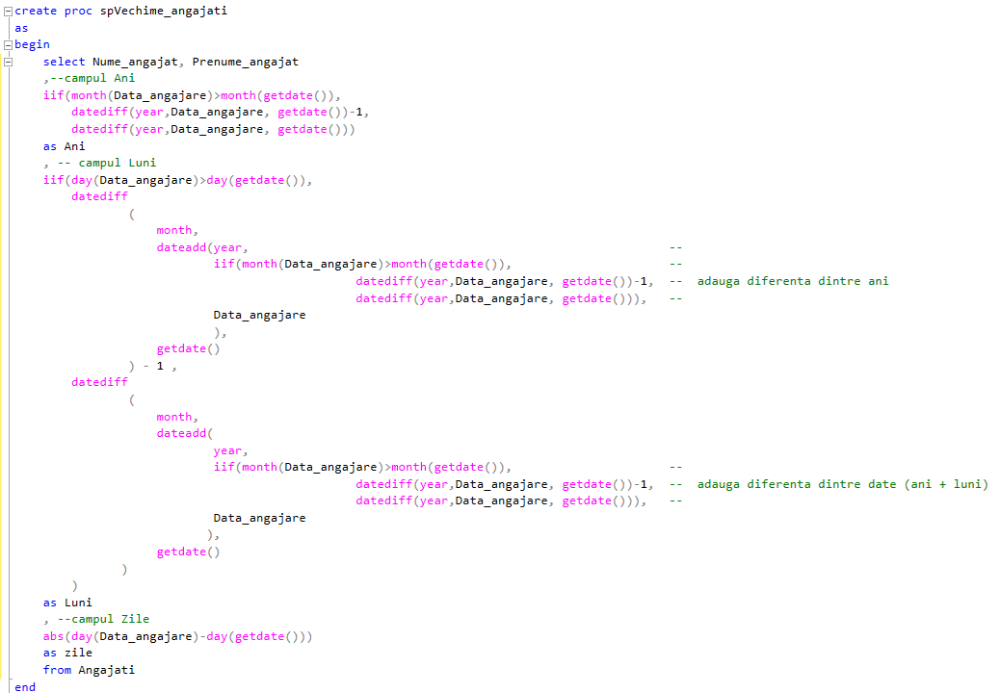 create proc spVechime_angajati
as
begin
select Nume_angajat, Prenume_angajat
,--campul Ani
iif(month(Data_angajare)>month(getdate()),
datediff(year,Data_angajare, getdate())-1,
datediff(year,Data_angajare, getdate()))
as Ani
, -- campul Luni
iif(day(Data_angajare)>day(getdate()),
datediff
(
month,
dateadd(year, --
iif(month(Data_angajare)>month(getdate()), --
datediff(year,Data_angajare, getdate())-1, -- adauga diferenta dintre ani
datediff(year,Data_angajare, getdate())), --
Data_angajare
),
getdate()
) - 1 ,
datediff
(
month,
dateadd(
year,
iif(month(Data_angajare)>month(getdate()), --
datediff(year,Data_angajare, getdate())-1, -- adauga diferenta dintre date (ani + luni)
datediff(year,Data_angajare, getdate())), --
Data_angajare
),
getdate()
)
)
as Luni
, --campul Zile
abs(day(Data_angajare)-day(getdate()))
as zile
from Angajati
end